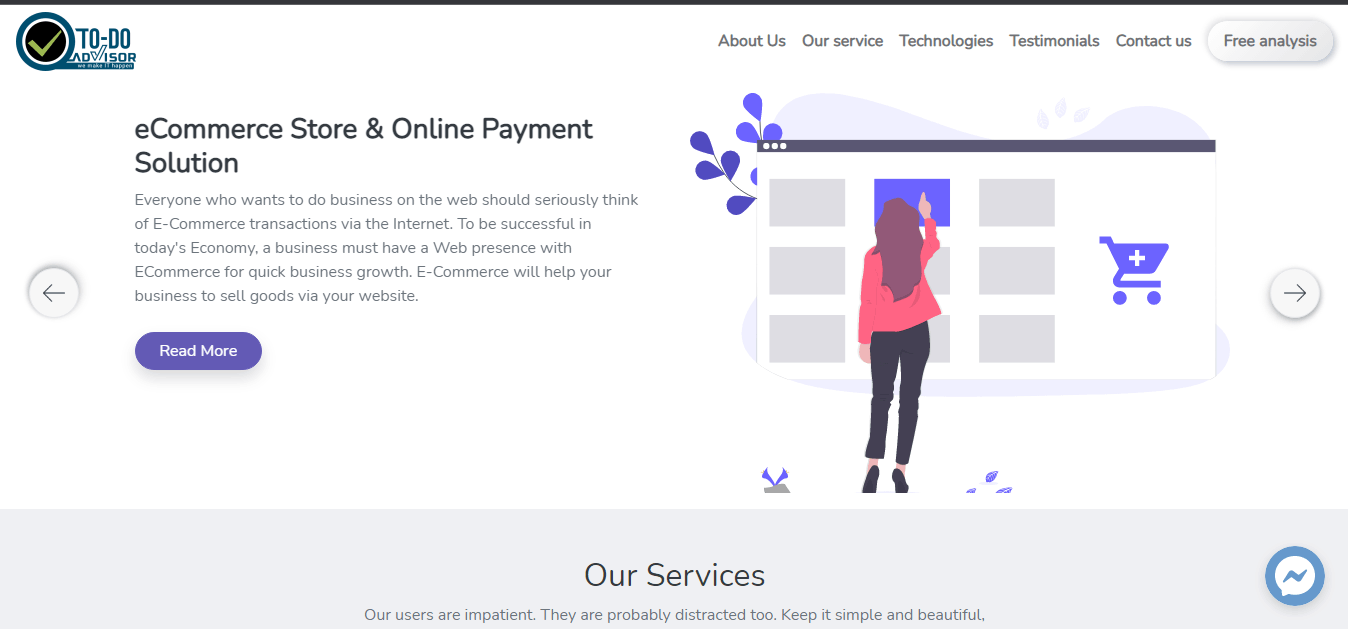 TO-DO
ADVISOR
we make IT happen
About Us Our service Technologies Testimonials Contact us Free analysis
eCommerce Store & Online Payment
Solution
Everyone who wants to do business on the web should seriously think
of E-Commerce transactions via the Internet. To be successful in
today's Economy, a business must have a Web presence with
ECommerce for quick business growth. E-Commerce will help your
business to sell goods via your website.
Read More
Our Services
Our users are impatient. They are probably distracted too. Keep it simple and beautiful,